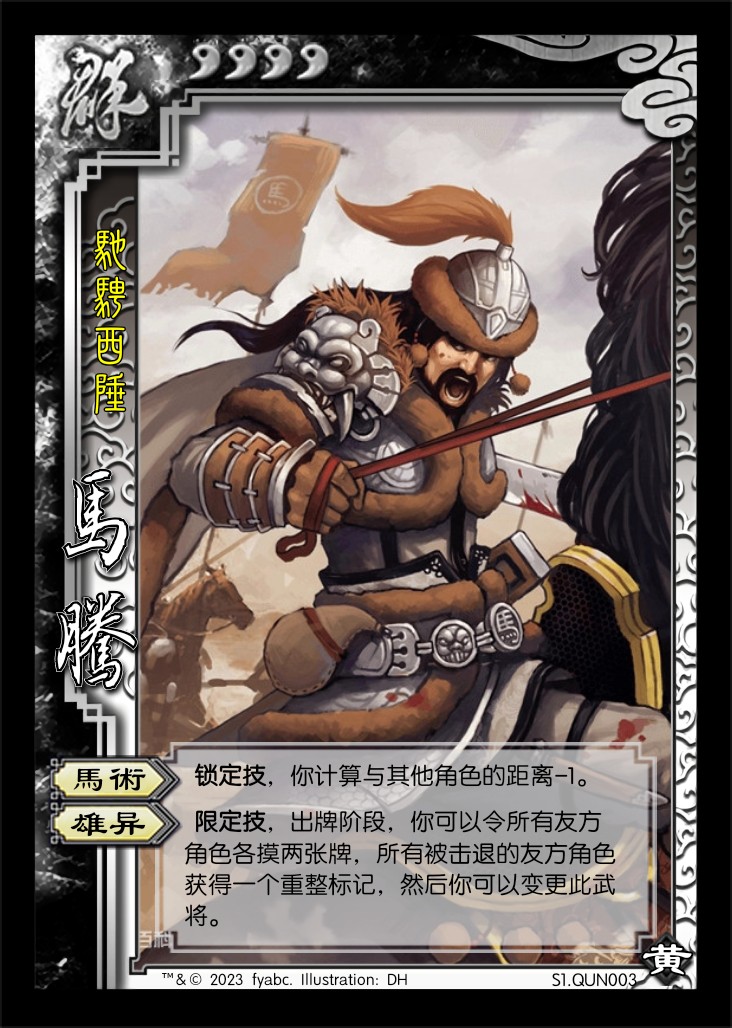 群
馬
馳騁西陲
馬騰
馬
馬術
锁定技，你计算与其他角色的距离-1。
雄异
限定技，出牌阶段，你可以令所有友方
角色各摸两张牌，所有被击退的友方角色
获得一个重整标记，然后你可以变更此武
将。
百科
™&© 2023 fyabc. Illustration: DH
S1.QUN003
黄